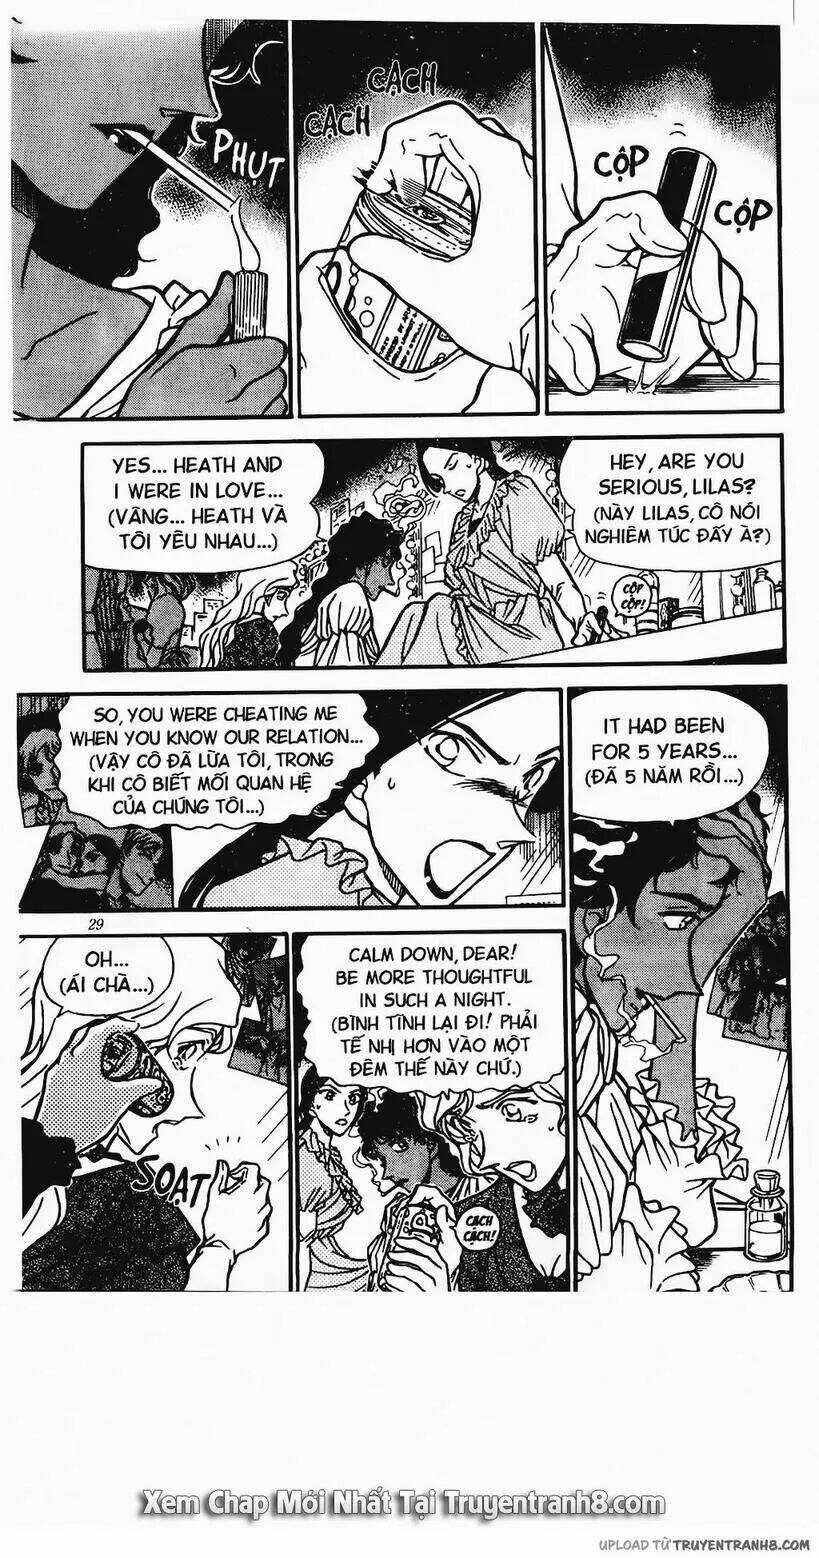 PHỤT
CẠCH
CẠCH
CỘP
CỘP
HEY, ARE YOU
SERIOUS, LILAS?
(NÀY LILAS, CÔ NÓI
NGHIÊM TÚC ĐẤY À?)
CỘP
CỘP!
YES... HEATH AND
I WERE IN LOVE...
(VÂNG... HEATH VÀ
TÔI YÊU NHAU...)
IT HAD BEEN
FOR 5 YEARS...
(ĐÃ 5 NĂM RỒI...)
SO, YOU WERE CHEATING ME
WHEN YOU KNOW OUR RELATION...
(VẬY CÔ ĐÃ LỪA TÔI, TRONG
KHI CÔ BIẾT MỐI QUAN HỆ
CỦA CHÚNG TÔI...)
29
CALM DOWN, DEAR!
BE MORE THOUGHTFUL
IN SUCH A NIGHT.
(BÌNH TĨNH LẠI ĐI! PHẢI
TẾ NHỊ HƠN VÀO MỘT
ĐÊM THẾ NÀY CHỨ.)
CẠCH
CẠCH!
OH...
(ÁI CHÀ...)
SOẠT
Xem Chap Mới Nhất Tại Truyentranh8.com
UPLOAD TỪ TRUYENTRANH8.COM